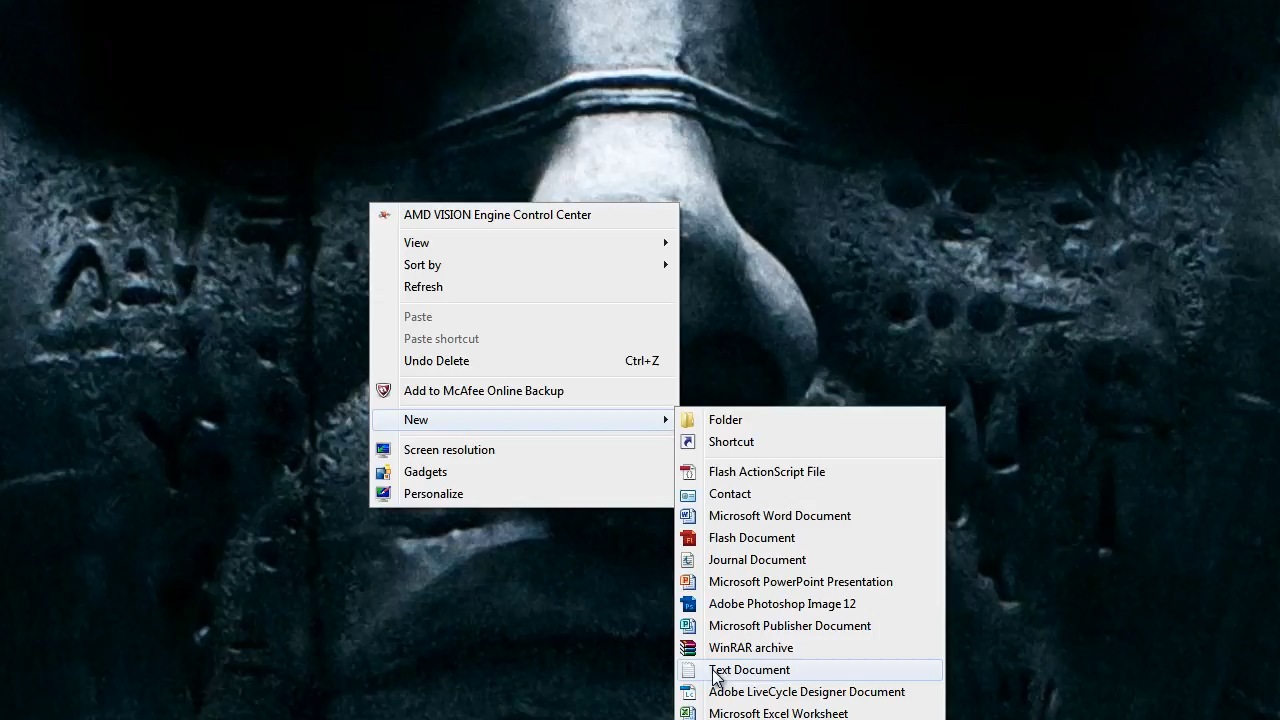 AMD VISION Engine Control Center
View
Sort by
Refresh
Paste
Paste shortcut
Undo Delete Ctrl+Z
Add to McAfee Online Backup
New
Screen resolution
Gadgets
Personalize
Folder
Shortcut
Flash ActionScript File
Contact
Microsoft Word Document
Flash Document
Journal Document
Microsoft PowerPoint Presentation
Adobe Photoshop Image 12
Microsoft Publisher Document
WinRAR archive
Text Document
Adobe LiveCycle Designer Document
Microsoft Excel Worksheet